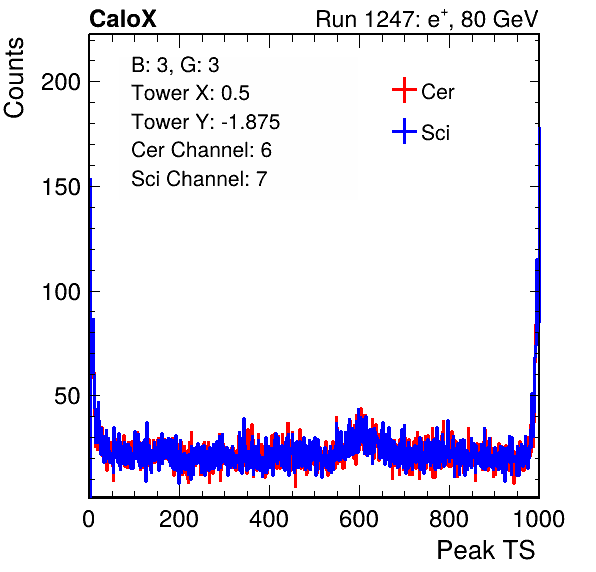 CaloX Run 1247: e⁺, 80 GeV
Counts
B: 3, G: 3
Tower X: 0.5
Tower Y: -1.875
Cer Channel: 6
Sci Channel: 7
Cer
Sci
200
150
100
50
0 200 400 600 800 1000
Peak TS